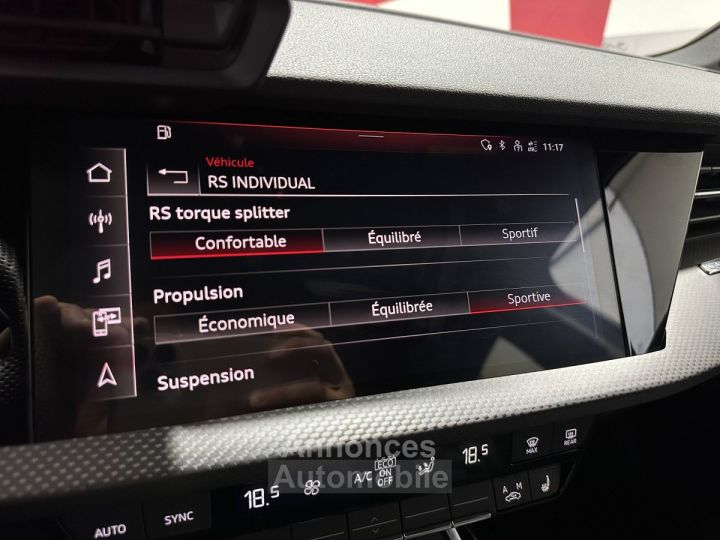 11:17
Véhicule
RS INDIVIDUAL
RS torque splitter
Confortable Équilibré Sportif
Propulsion
Économique Équilibrée Sportive
Suspension
Annonces
Automobile
18.5 A/C ECO ON OFF 18.5 MAX REAR
AUTO SYNC A M